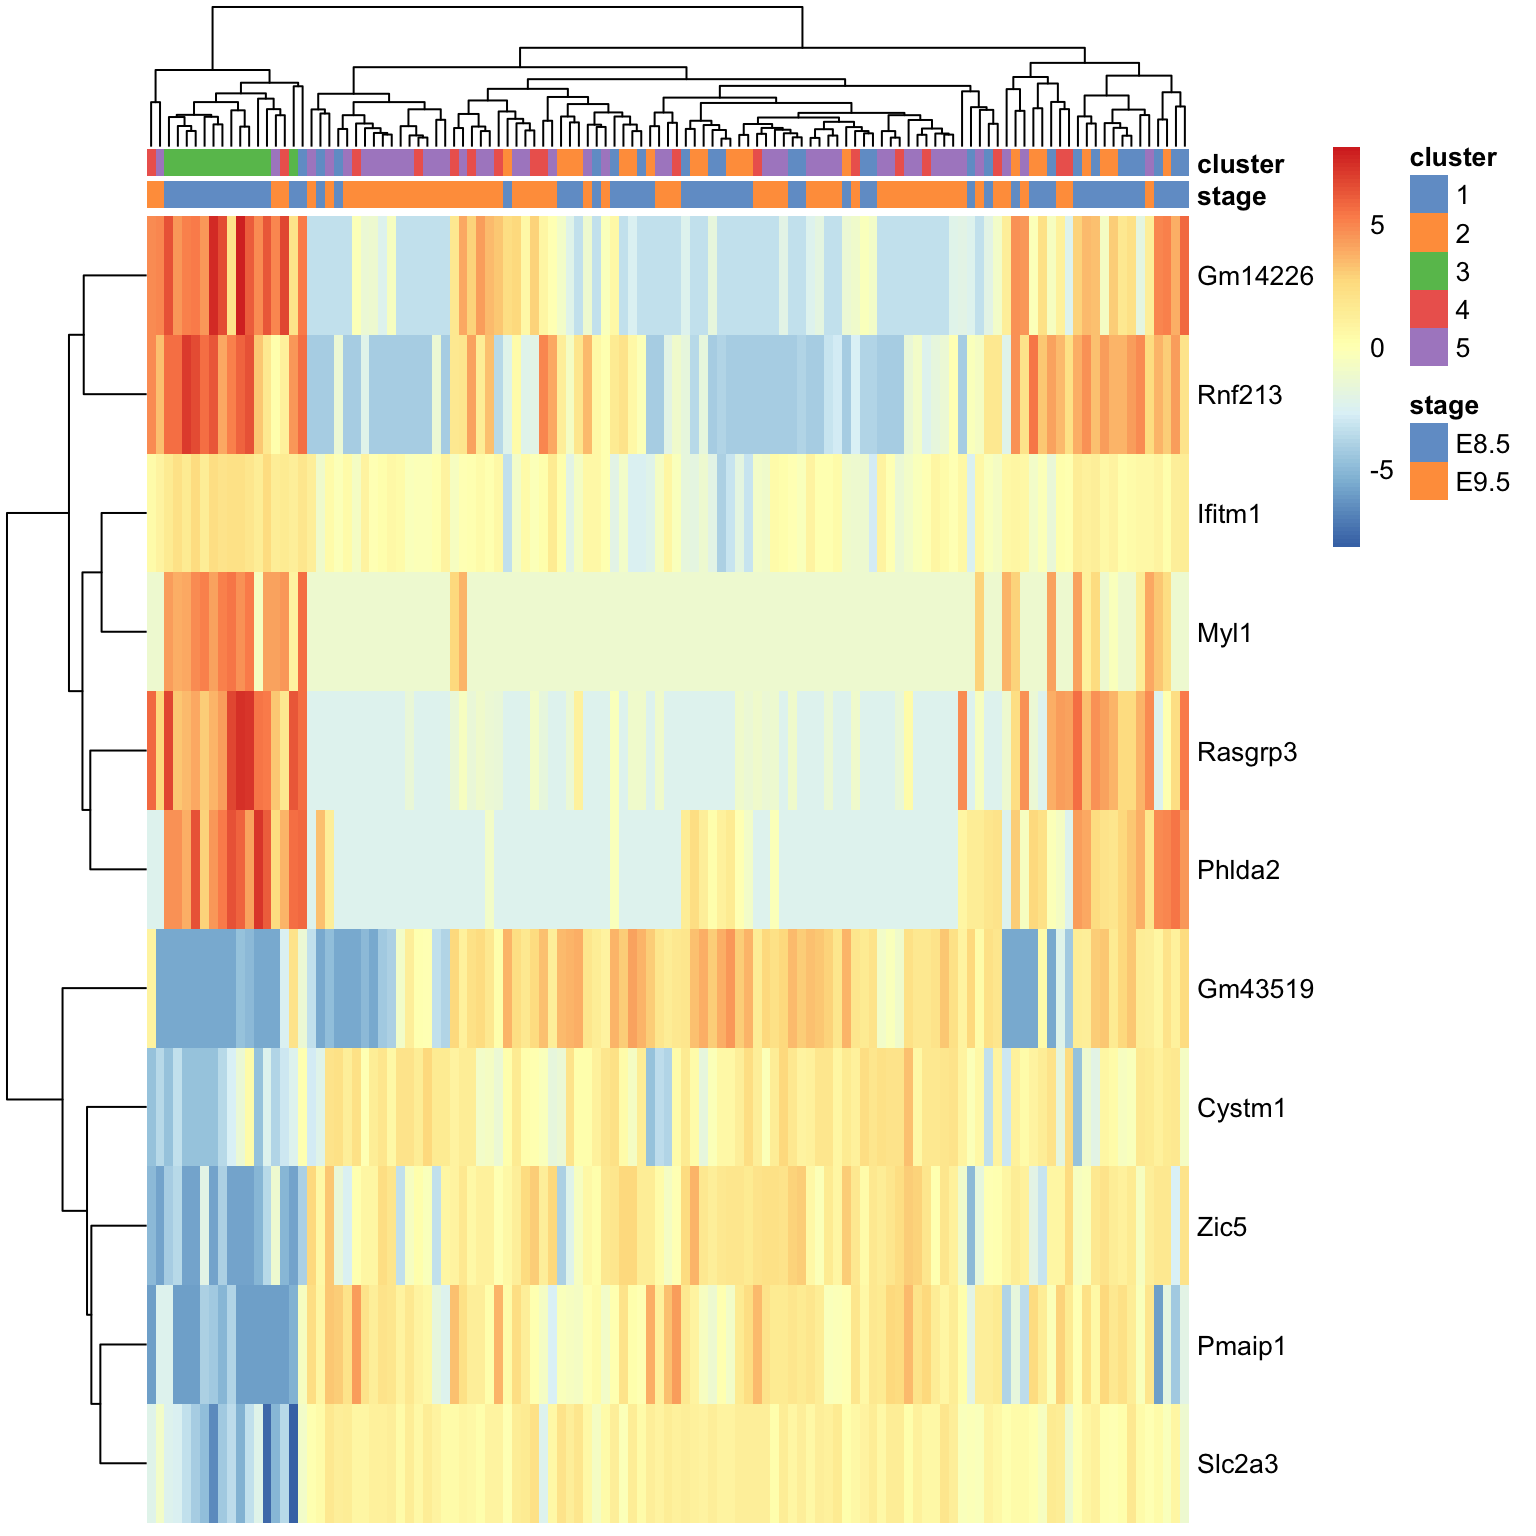 cluster
stage
Gm14226
Rnf213
Ifitm1
Myl1
Rasgrp3
Phlda2
Gm43519
Cystm1
Zic5
Pmaip1
Slc2a3
5
0
-5
cluster
1
2
3
4
5
stage
E8.5
E9.5